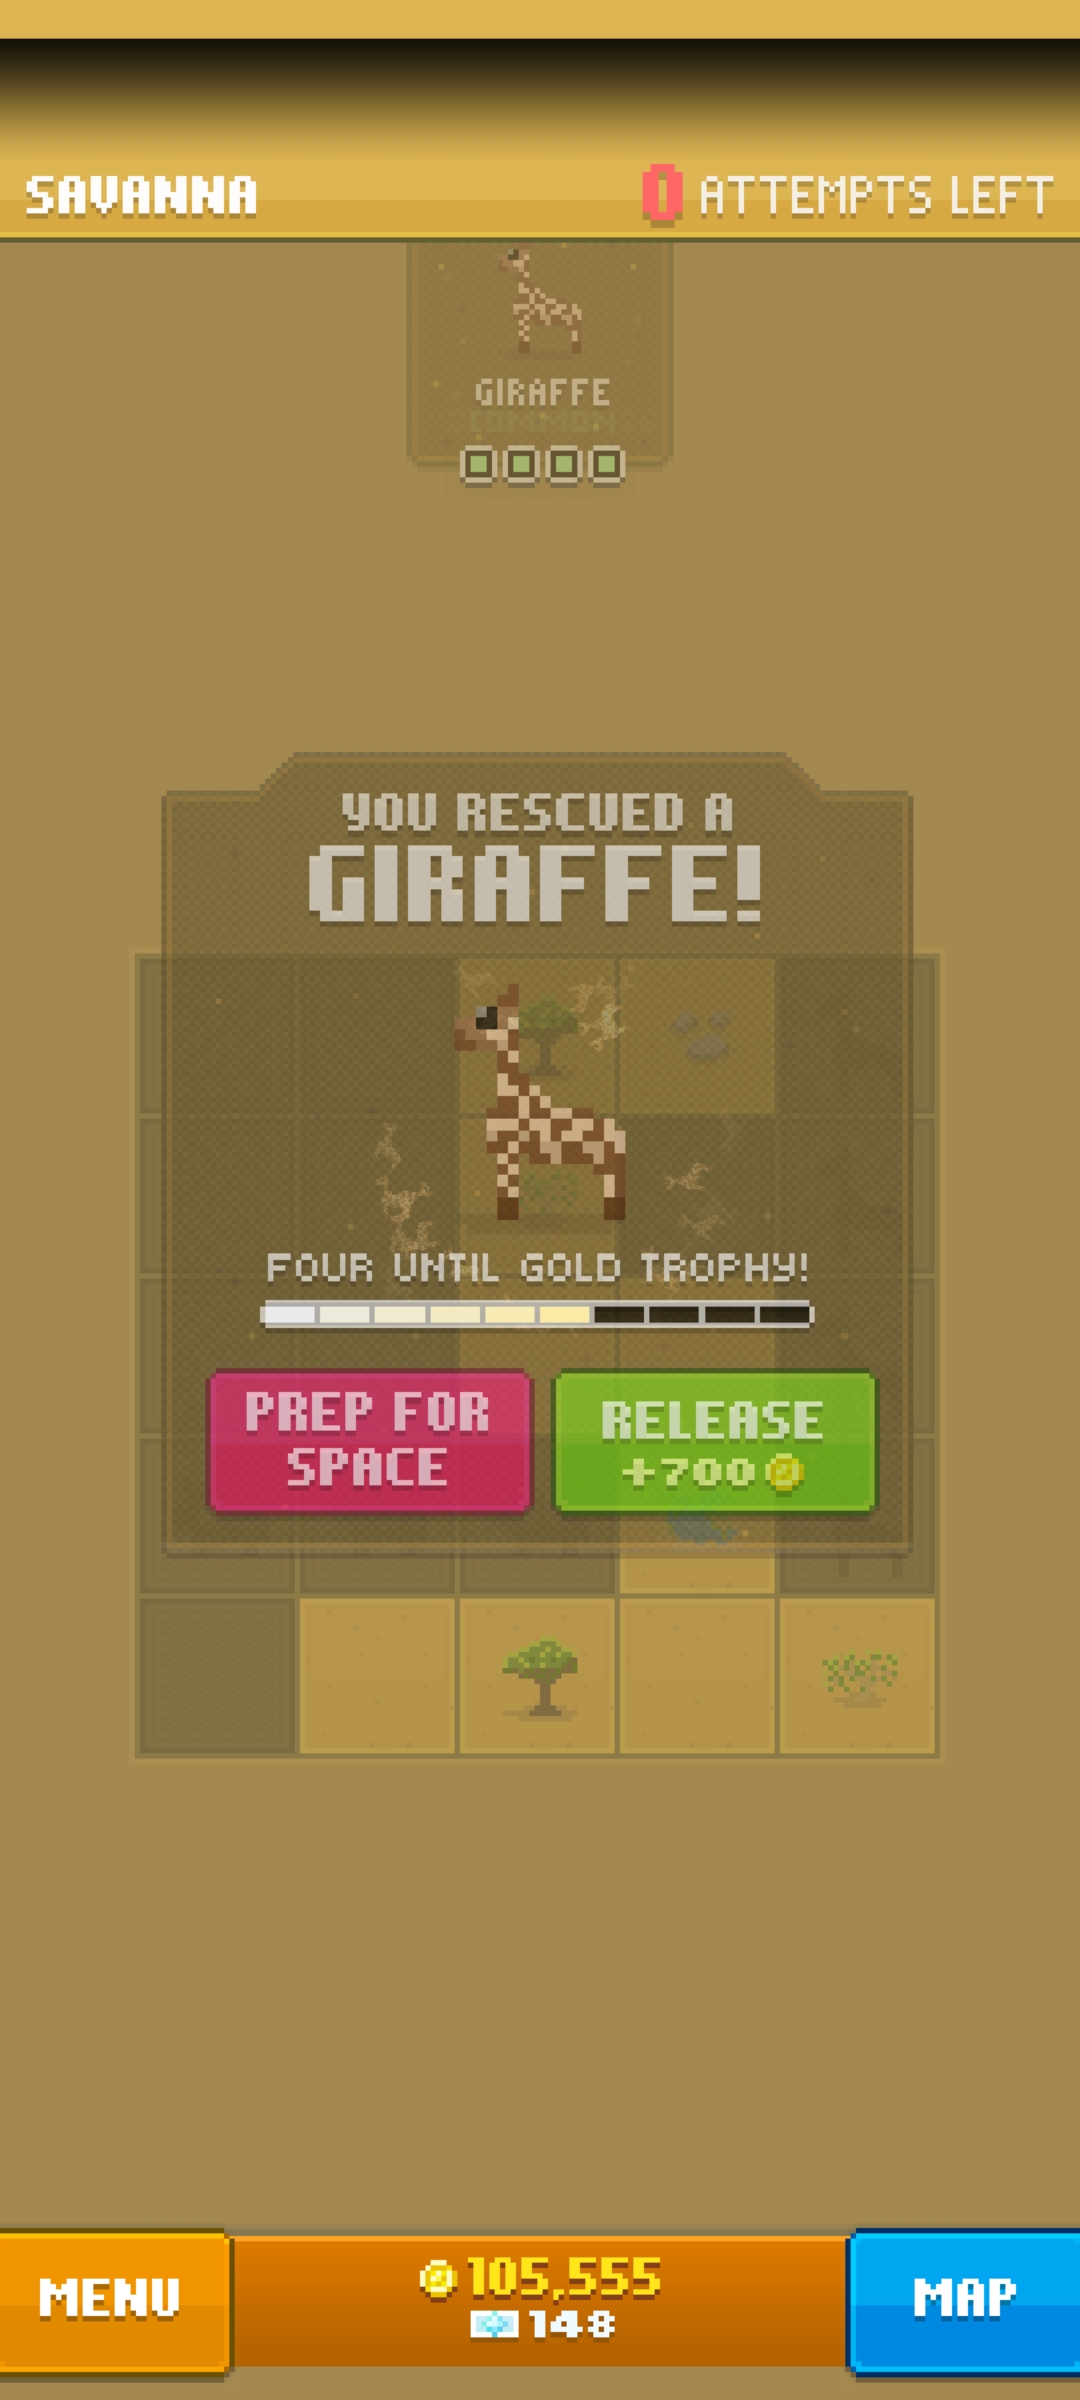 SAVANNA
0 ATTEMPTS LEFT
GIRAFFE
COMMON
YOU RESCUED A
GIRAFFE!
FOUR UNTIL GOLD TROPHY!
PREP FOR
SPACE
RELEASE
+700
MENU
105,555
148
MAP